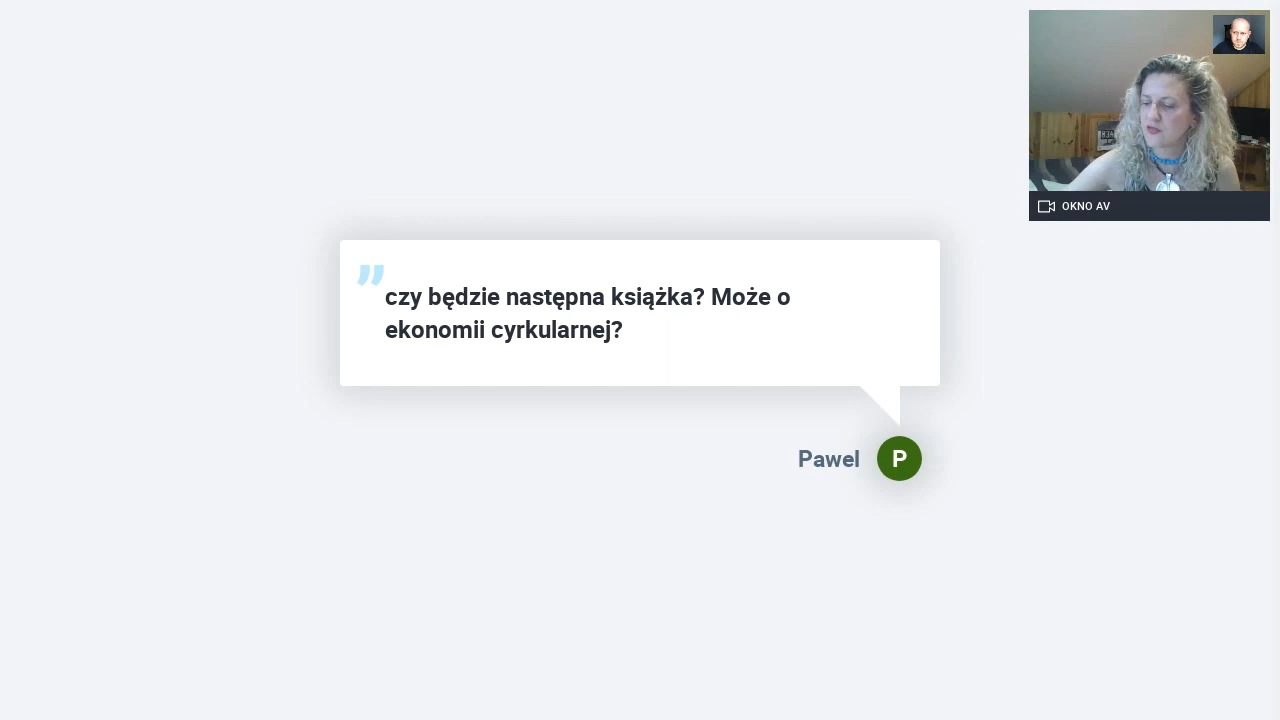 OKNO AV
czy będzie następna książka? Może o
ekonomii cyrkularnej?
Pawel
P